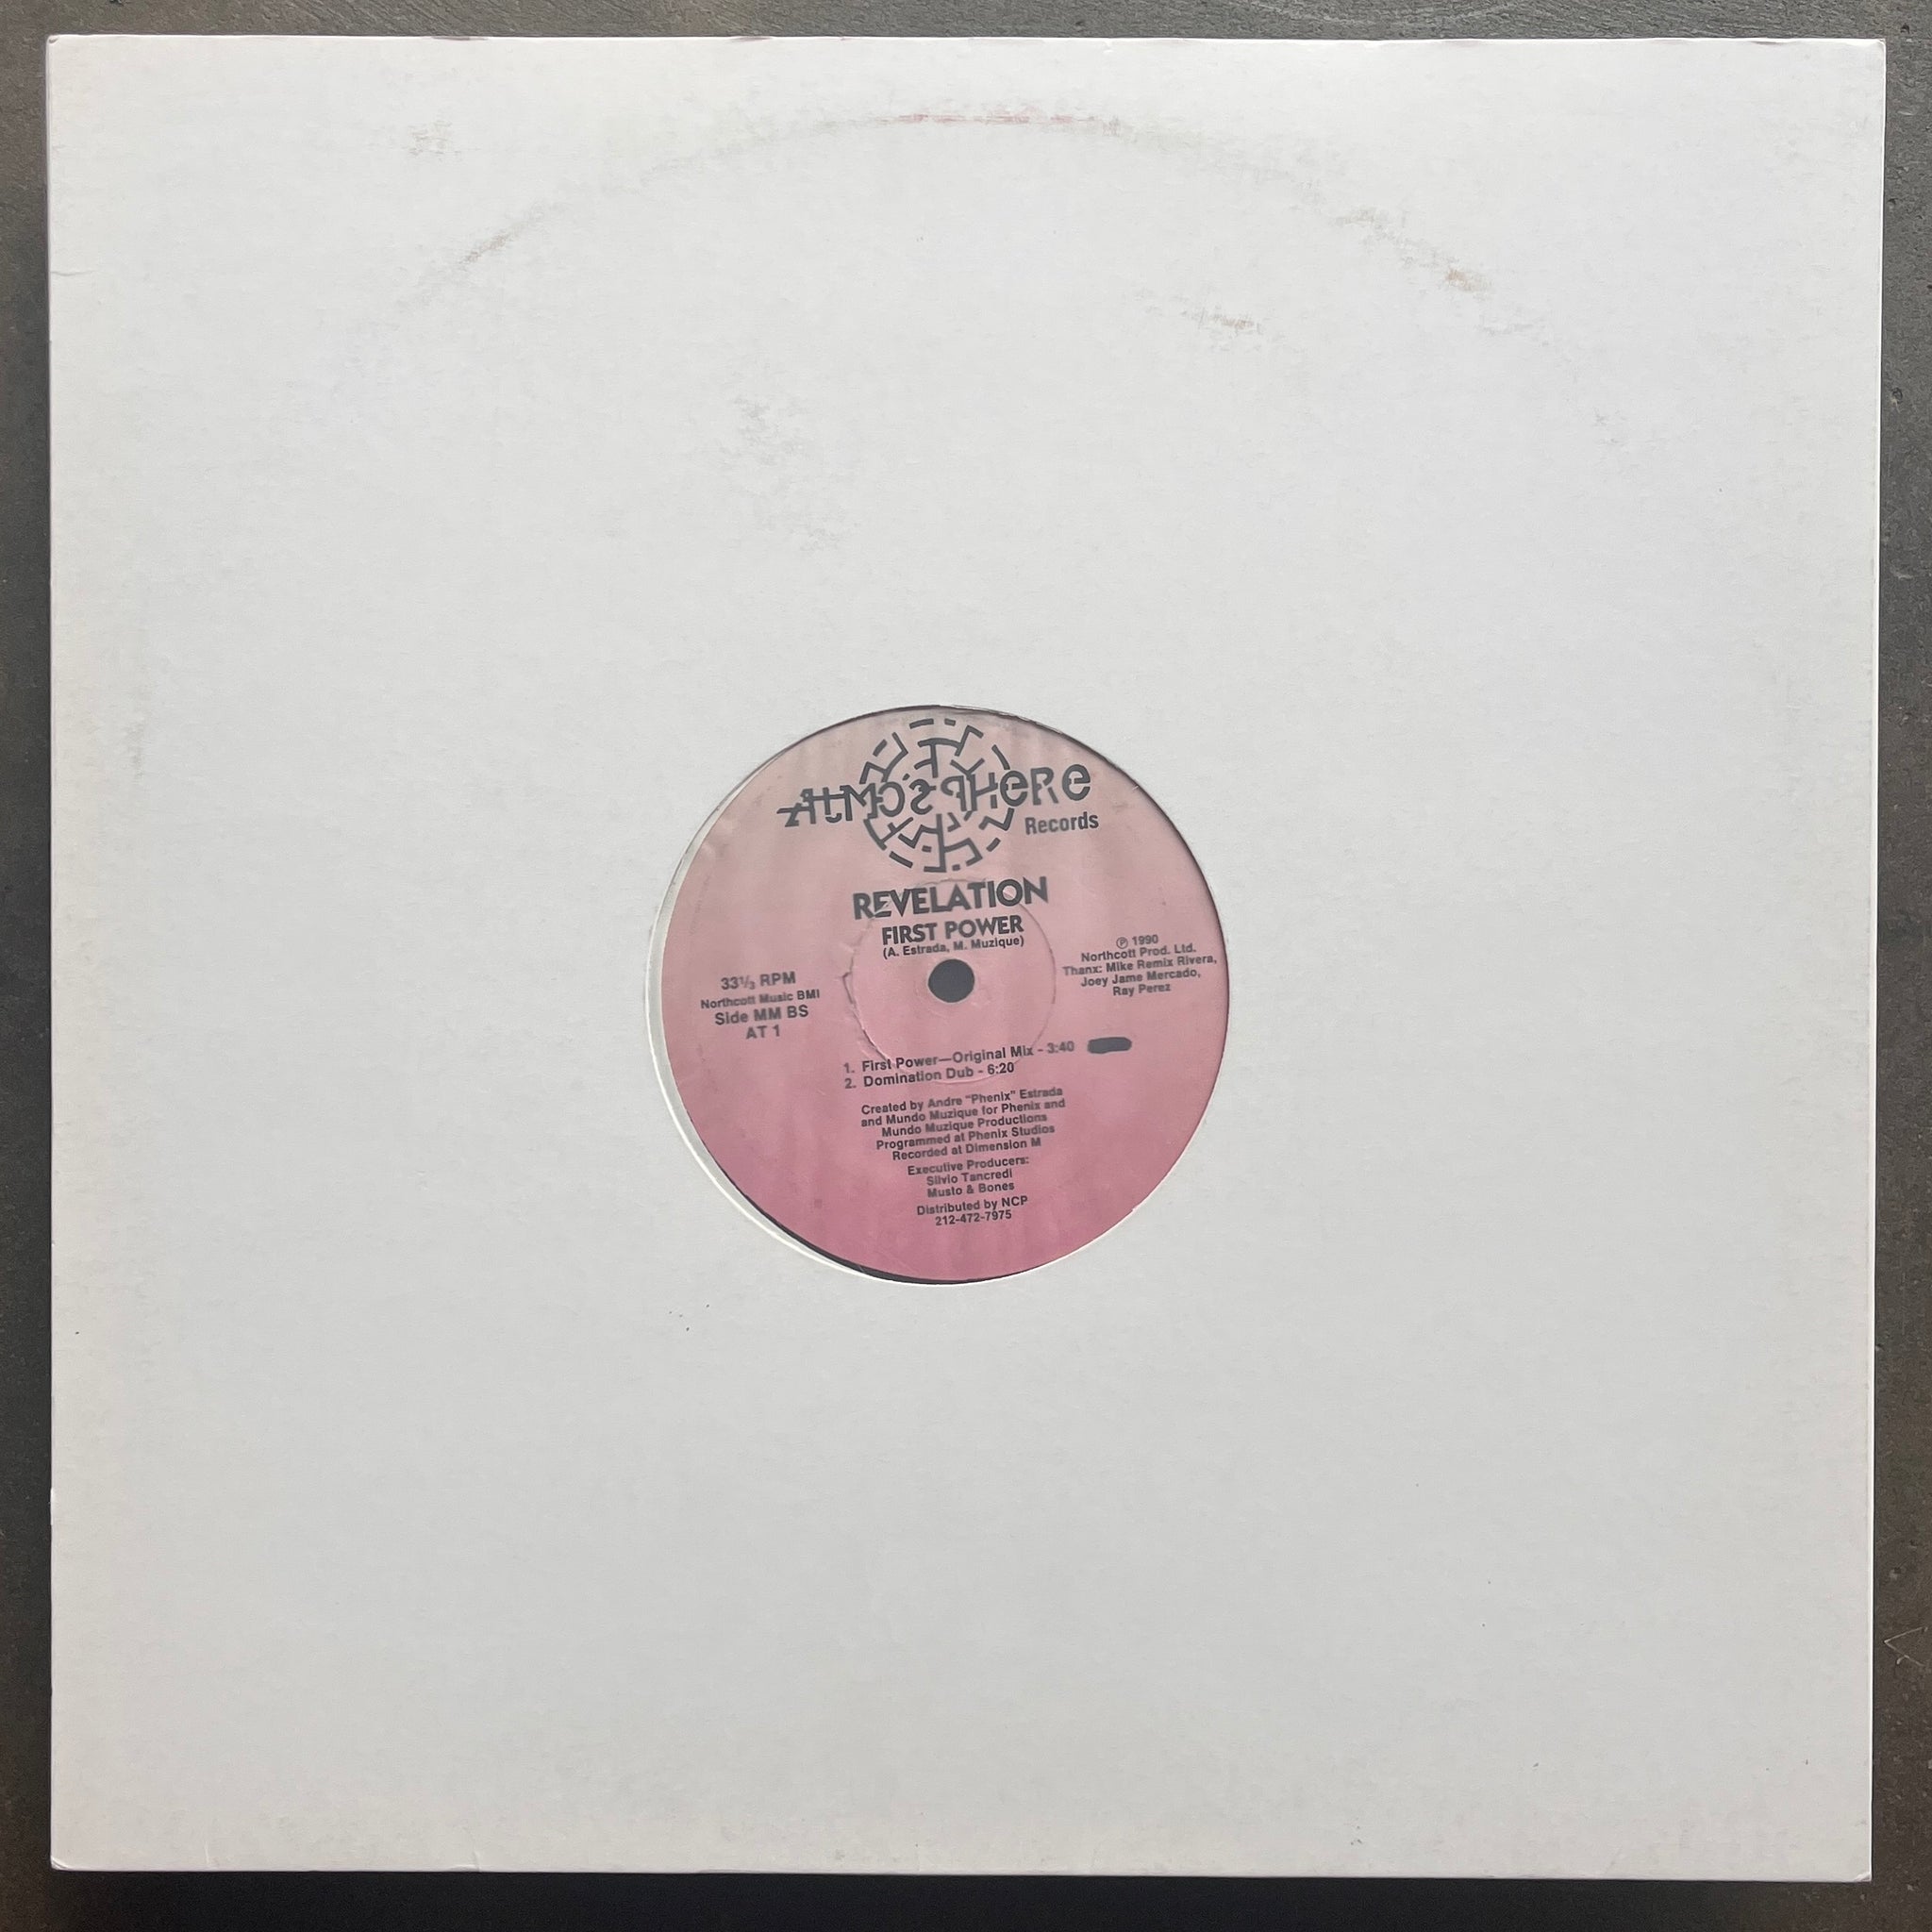 ATMOSPHERE
Records
REVELATION
FIRST POWER
(A. Estrada, M. Muzique)
33⅓ RPM
Northcott Music BMI
Side MM BS
AT 1
℗ 1990
Northcott Prod. Ltd.
Thanx: Mike Remix Rivera,
Joey Jame Mercado,
Ray Perez
1. First Power—Original Mix - 3:40
2. Domination Dub - 6:20
Created by Andre "Phenix" Estrada
and Mundo Muzique for Phenix and
Mundo Muzique Productions
Programmed at Phenix Studios
Recorded at Dimension M
Executive Producers:
Silvio Tancredi
Musto & Bones
Distributed by NCP
212-472-7975